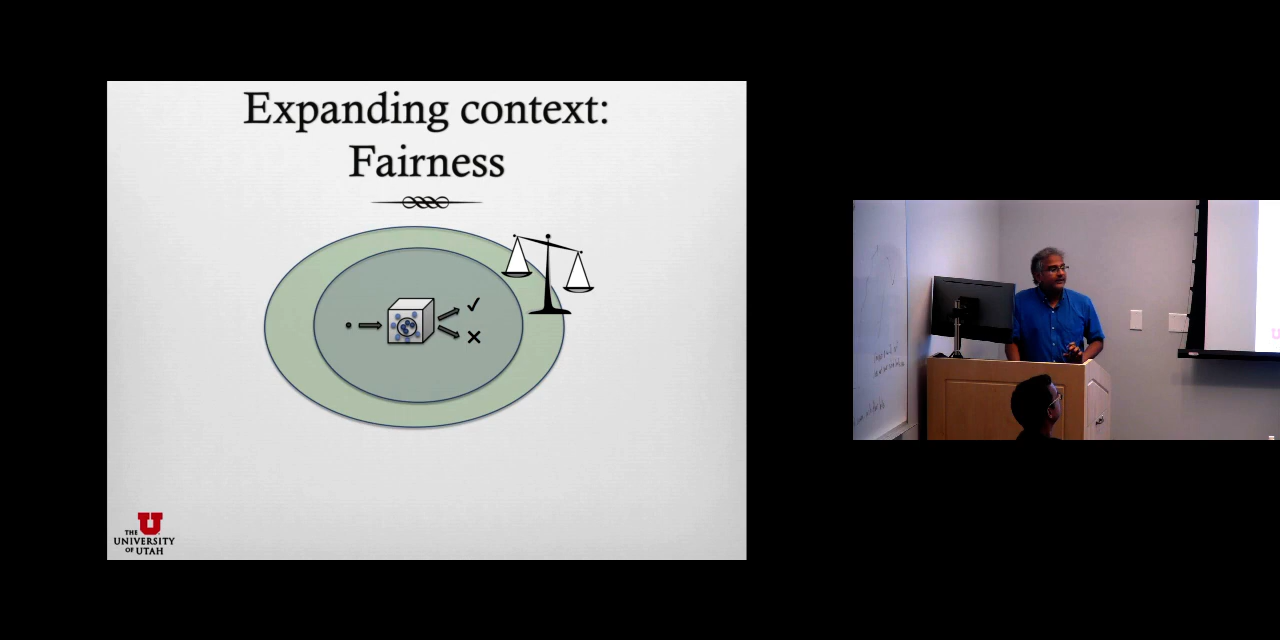 Expanding context:
Fairness
THE
UNIVERSITY
OF UTAH